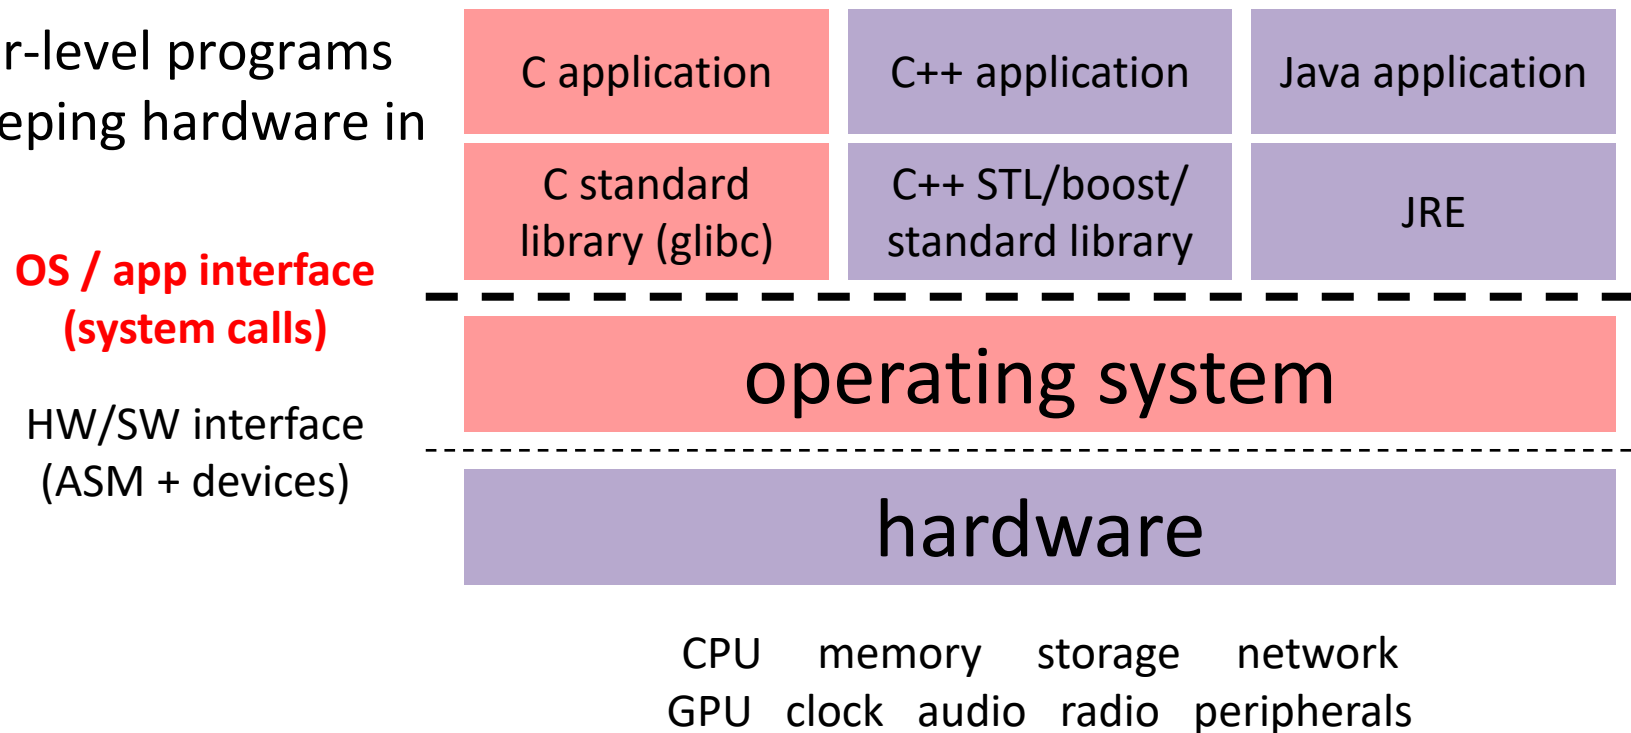 r-level programs
eping hardware in
C application
C++ application
Java application
C standard
library (glibc)
C++ STL/boost/
standard library
JRE
OS / app interface
(system calls)
operating system
HW/SW interface
(ASM + devices)
hardware
CPU memory storage network
GPU clock audio radio peripherals